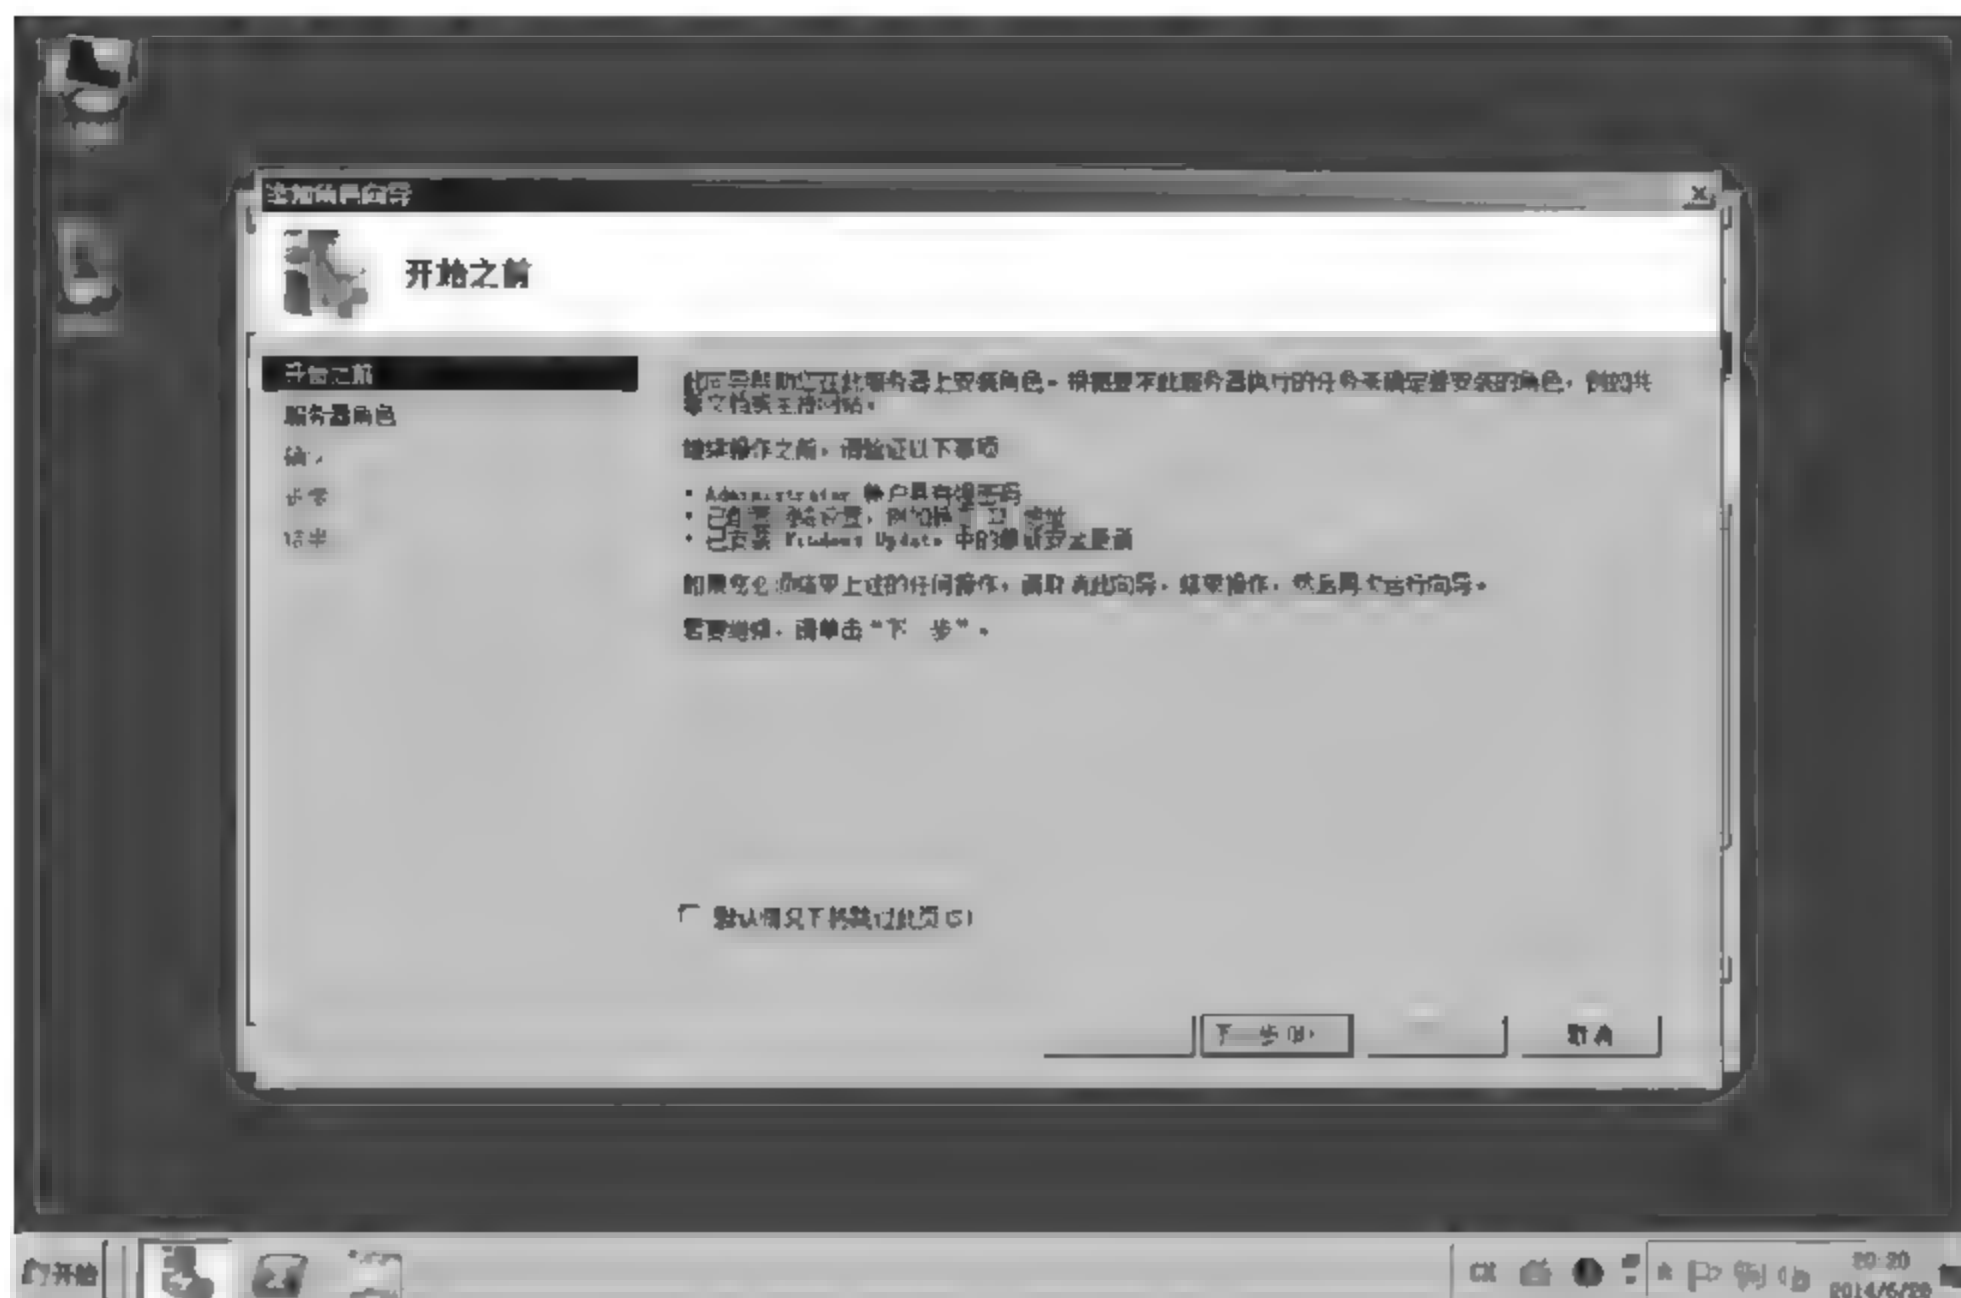 添加角色向导
开始之前
开始之前
服务器角色
确认
进度
结果
此向导帮助您在此服务器上安装角色。根据要在此服务器执行的任务来确定要安装的角色，例如共
享文档或主持网站。
继续操作之前，请验证以下事项
• Administrator 帐户具有强密码
• 已配置网络设置，例如静态 IP 地址
• 已安装 Windows Update 中的最新安全更新
如果您必须结束上述的任何操作，请取消此向导，结束操作，然后再次运行向导。
若要继续，请单击“下一步”。
默认情况下将跳过此页(S)
下一步(N)
取消
开始
CH
20:20